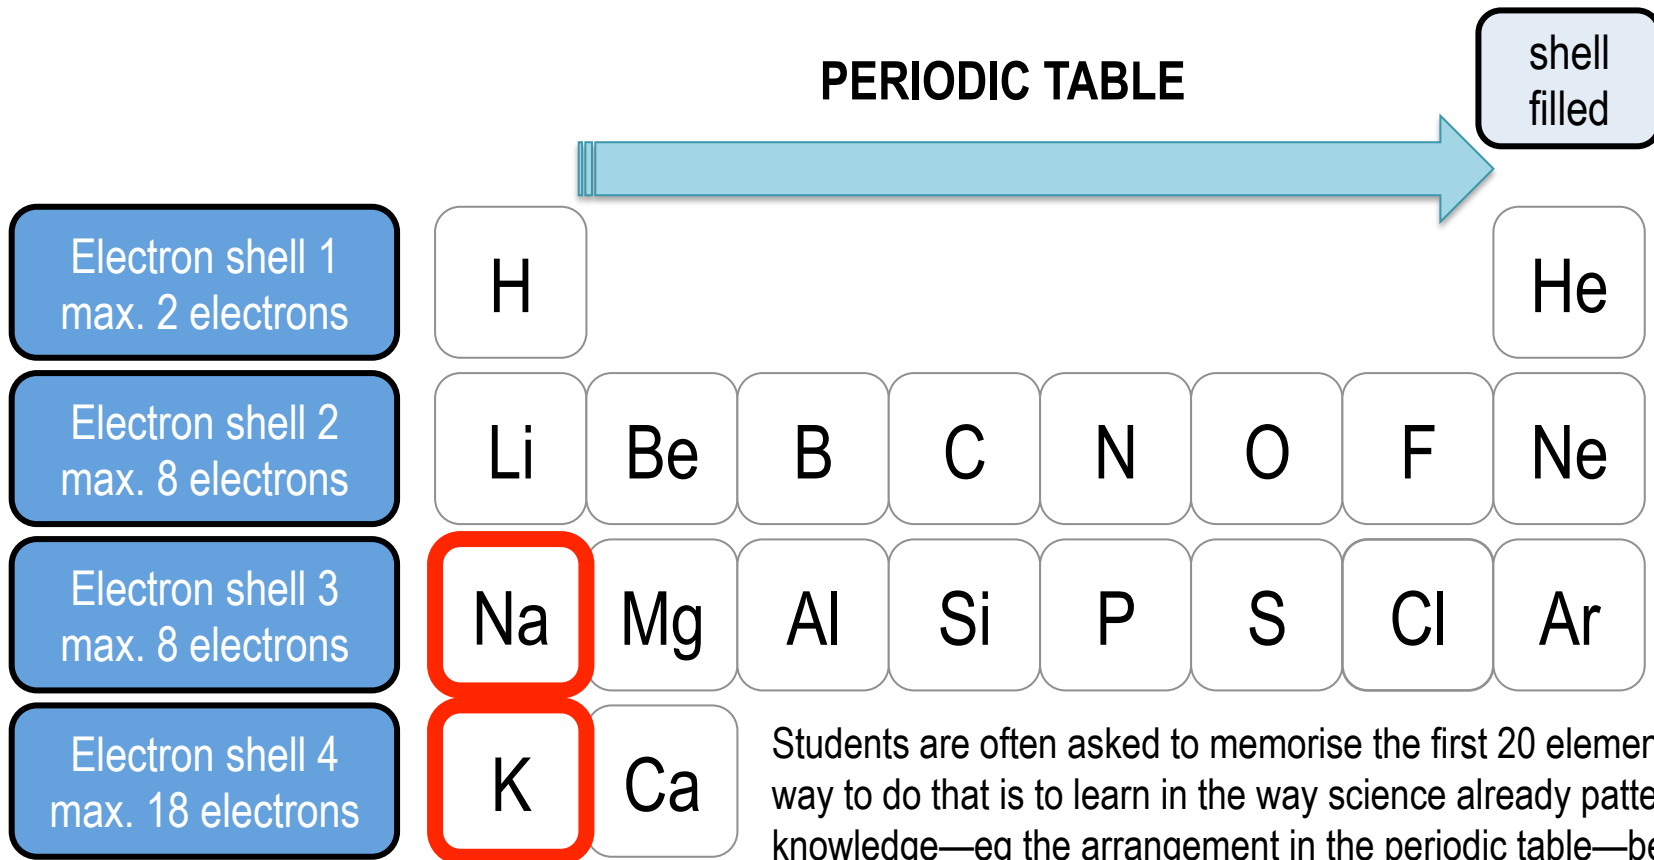 PERIODIC TABLE
shell
filled
Electron shell 1
max. 2 electrons
H
He
Electron shell 2
max. 8 electrons
Li
Be
B
C
N
O
F
Ne
Electron shell 3
max. 8 electrons
Na
Mg
Al
Si
P
S
Cl
Ar
Electron shell 4
max. 18 electrons
K
Ca
Students are often asked to memorise the first 20
way to do that is to learn in the way science already
knowledge—eg the arrangement in the periodic table—